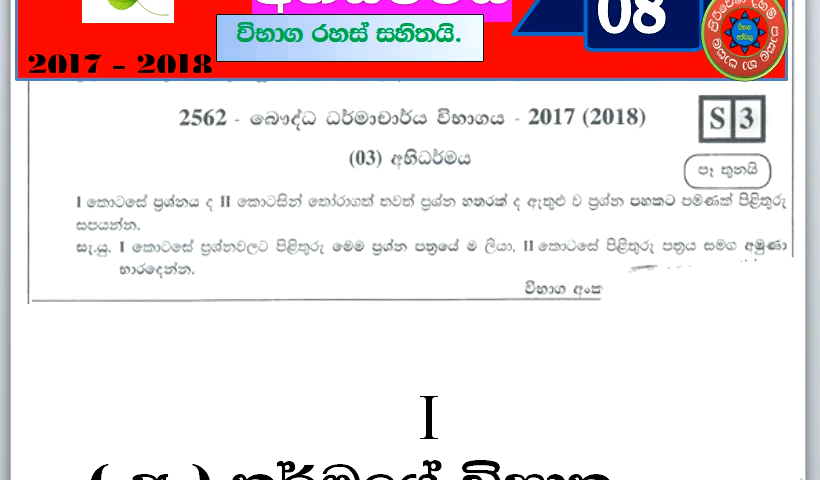 08
විභාග රහස් සහිතයි.
2017 - 2018
2562 - බෞද්ධ ධර්මාචාර්ය විභාගය - 2017 (2018)
S 3
(03) අභිධර්මය
පැ තුනයි
I කොටසේ ප්‍රශ්නය ද II කොටසින් තෝරාගත් තවත් ප්‍රශ්න හතරක් ද ඇතුළු ව ප්‍රශ්න පහකට පමණක් පිළිතුරු
සපයන්න.
සැ.යු. I කොටසේ ප්‍රශ්නවලට පිළිතුරු මෙම ප්‍රශ්න පත්‍රයේ ම ලියා, II කොටසේ පිළිතුරු පත්‍රය සමග අමුණා
භාරදෙන්න.
විභාග අංක
I